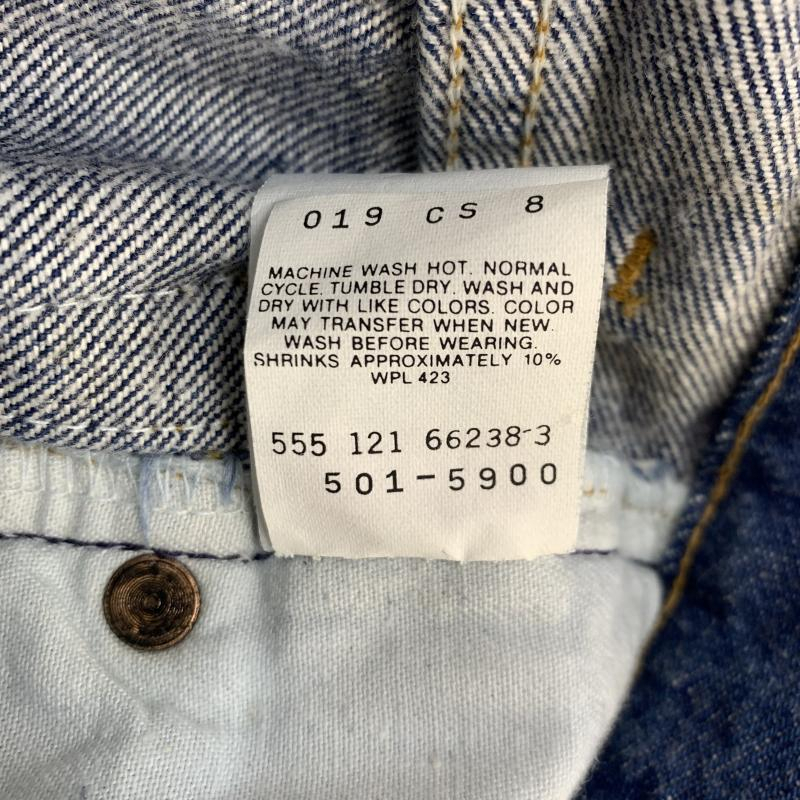 019 CS 8
MACHINE WASH HOT. NORMAL
CYCLE. TUMBLE DRY. WASH AND
DRY WITH LIKE COLORS. COLOR
MAY TRANSFER WHEN NEW.
WASH BEFORE WEARING.
SHRINKS APPROXIMATELY 10%
WPL 423
555 121 66238-3
501-5900